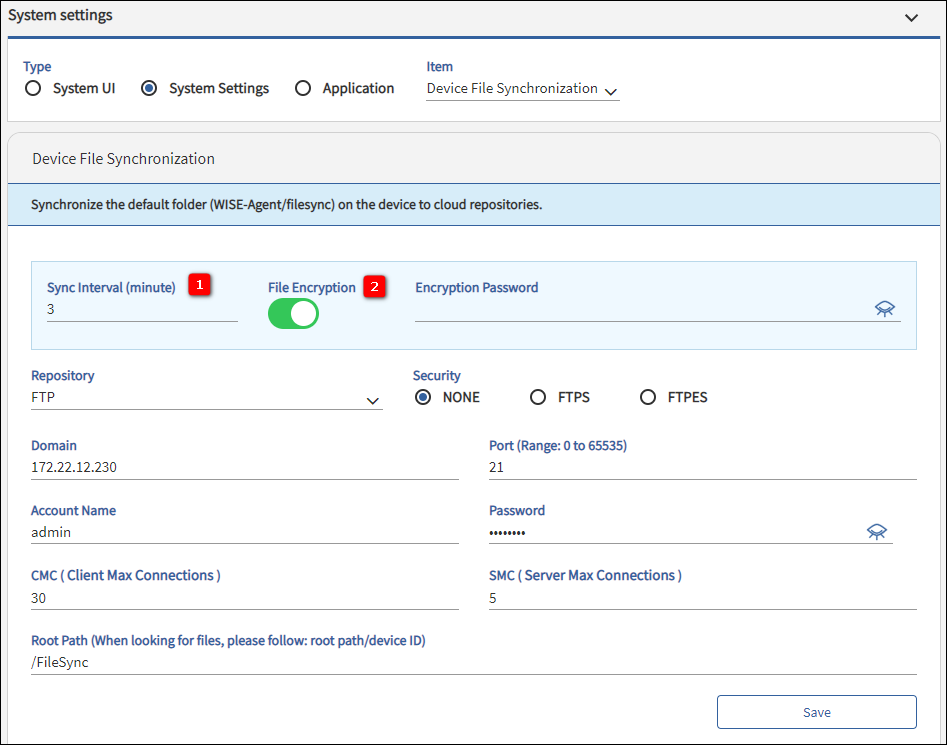 System settings
Type
Item
System UI
System Settings
Application
Device File Synchronization
Device File Synchronization
Synchronize the default folder (WISE-Agent/filesync) on the device to cloud repositories.
Sync Interval (minute)
1
File Encryption
2
Encryption Password
3
Repository
Security
FTP
NONE
FTPS
FTPES
Domain
Port (Range: 0 to 65535)
172.22.12.230
21
Account Name
Password
admin
••••••••
CMC ( Client Max Connections )
SMC ( Server Max Connections )
30
5
Root Path (When looking for files, please follow: root path/device ID)
/FileSync
Save